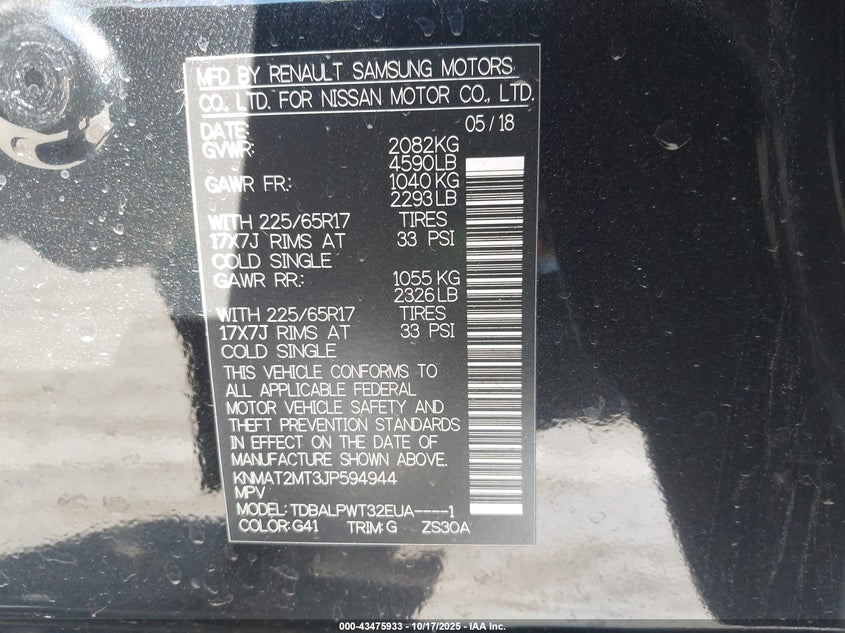 MFD BY RENAULT SAMSUNG MOTORS
CO., LTD. FOR NISSAN MOTOR CO., LTD.
DATE: 05/18
GVWR: 2082KG
4590LB
GAWR FR.: 1040 KG
2293LB
WITH 225/65R17 TIRES
17X7J RIMS AT 33 PSI
COLD SINGLE
GAWR RR.: 1055 KG
2326LB
WITH 225/65R17 TIRES
17X7J RIMS AT 33 PSI
COLD SINGLE
THIS VEHICLE CONFORMS TO
ALL APPLICABLE FEDERAL
MOTOR VEHICLE SAFETY AND
THEFT PREVENTION STANDARDS
IN EFFECT ON THE DATE OF
MANUFACTURE SHOWN ABOVE.
KNMAT2MT3JP594944
MPV
MODEL: TDBALPWT32EUA----1
COLOR: G41 TRIM: G ZS30A
000-43475933 - 10/17/2025 - IAA Inc.